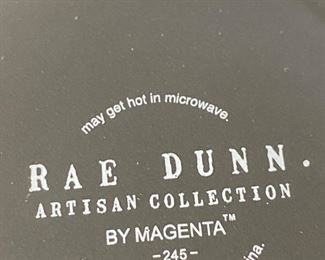 may get hot in microwave.
RAE DUNN.
ARTISAN COLLECTION
BY MAGENTA™
-245-